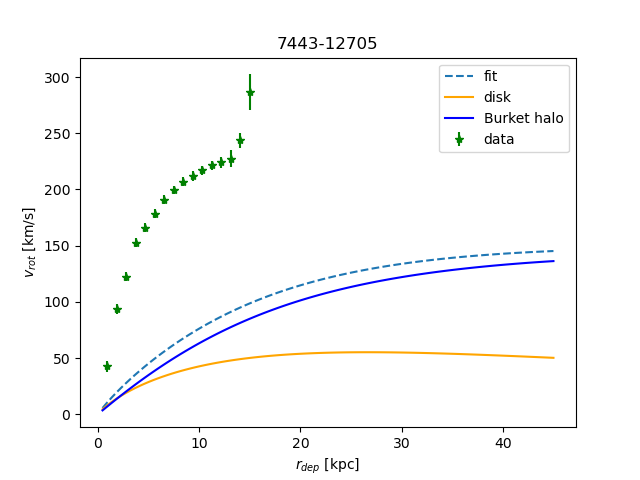 7443-12705
300
250
200
150
100
50
0
v_rot [km/s]
fit
disk
Burket halo
data
0 10 20 30 40
r_dep [kpc]